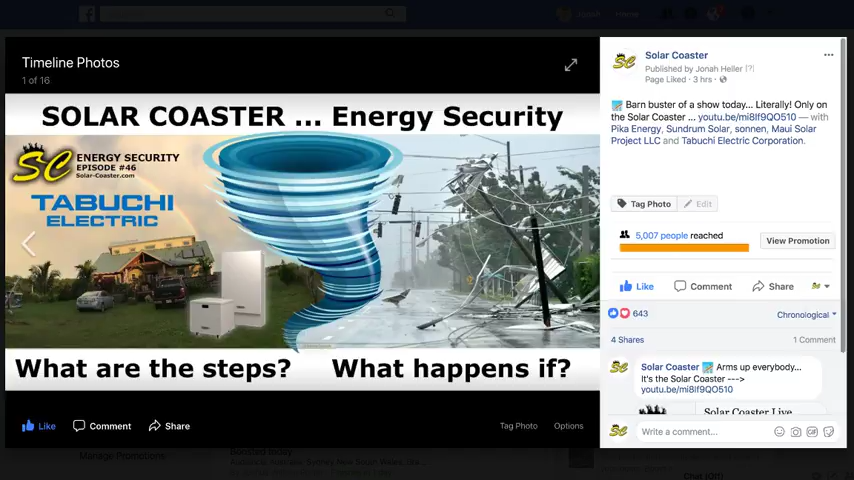 Timeline Photos
1 of 16
SOLAR COASTER ... Energy Security
SC ENERGY SECURITY
EPISODE #46
Solar-Coaster.com
TABUCHI
ELECTRIC
What are the steps? What happens if?
Like Comment Share
Tag Photo Options
Solar Coaster
Published by Jonah Heller [?]
Page Liked · 3 hrs ·
Barn buster of a show today... Literally! Only on
the Solar Coaster ... youtu.be/mi8If9QO510 — with
Pika Energy, Sundrum Solar, sonnen, Maui Solar
Project LLC and Tabuchi Electric Corporation.
Tag Photo Edit
5,007 people reached
View Promotion
Like Comment Share
643
Chronological
4 Shares 1 Comment
Solar Coaster Arms up everybody...
It's the Solar Coaster --->
youtu.be/mi8If9QO510
Solar Coaster Live
Write a comment...
GIF
Manage Promotions
Chat (Off)